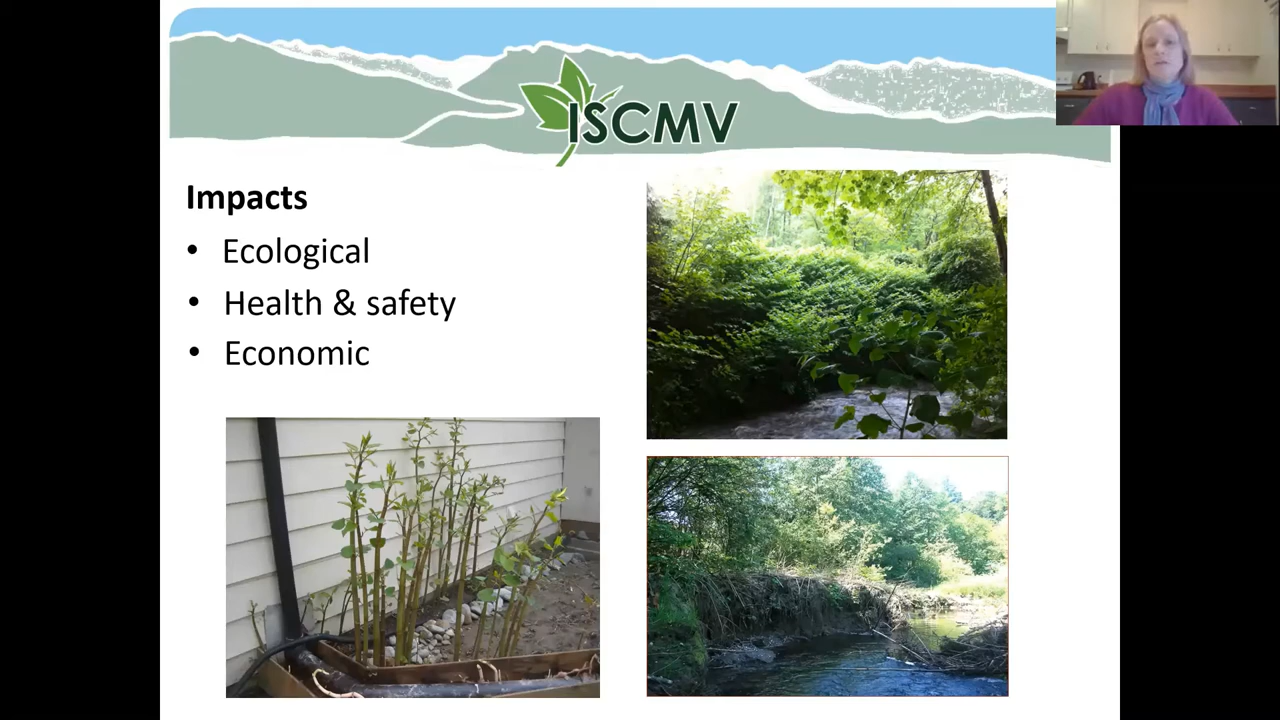 ISCMV
Impacts
• Ecological
• Health & safety
• Economic